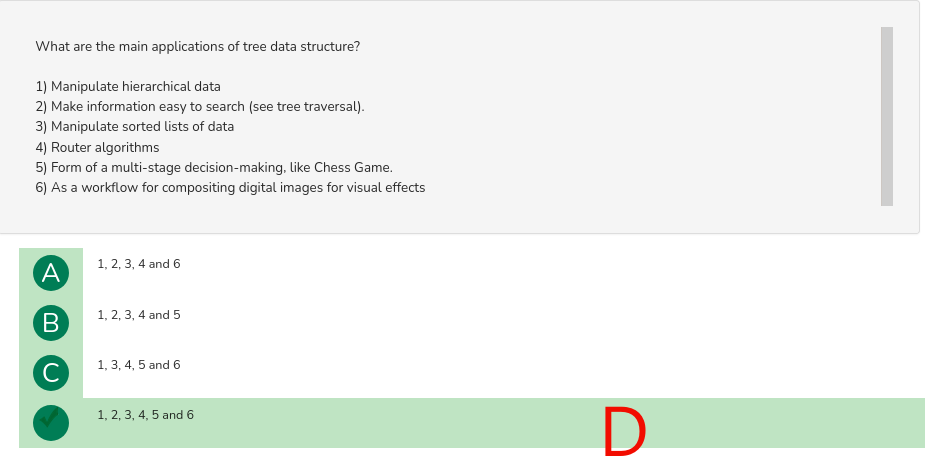 What are the main applications of tree data structure?
1) Manipulate hierarchical data
2) Make information easy to search (see tree traversal).
3) Manipulate sorted lists of data
4) Router algorithms
5) Form of a multi-stage decision-making, like Chess Game.
6) As a workflow for compositing digital images for visual effects
A 1, 2, 3, 4 and 6
B 1, 2, 3, 4 and 5
C 1, 3, 4, 5 and 6
1, 2, 3, 4, 5 and 6 D